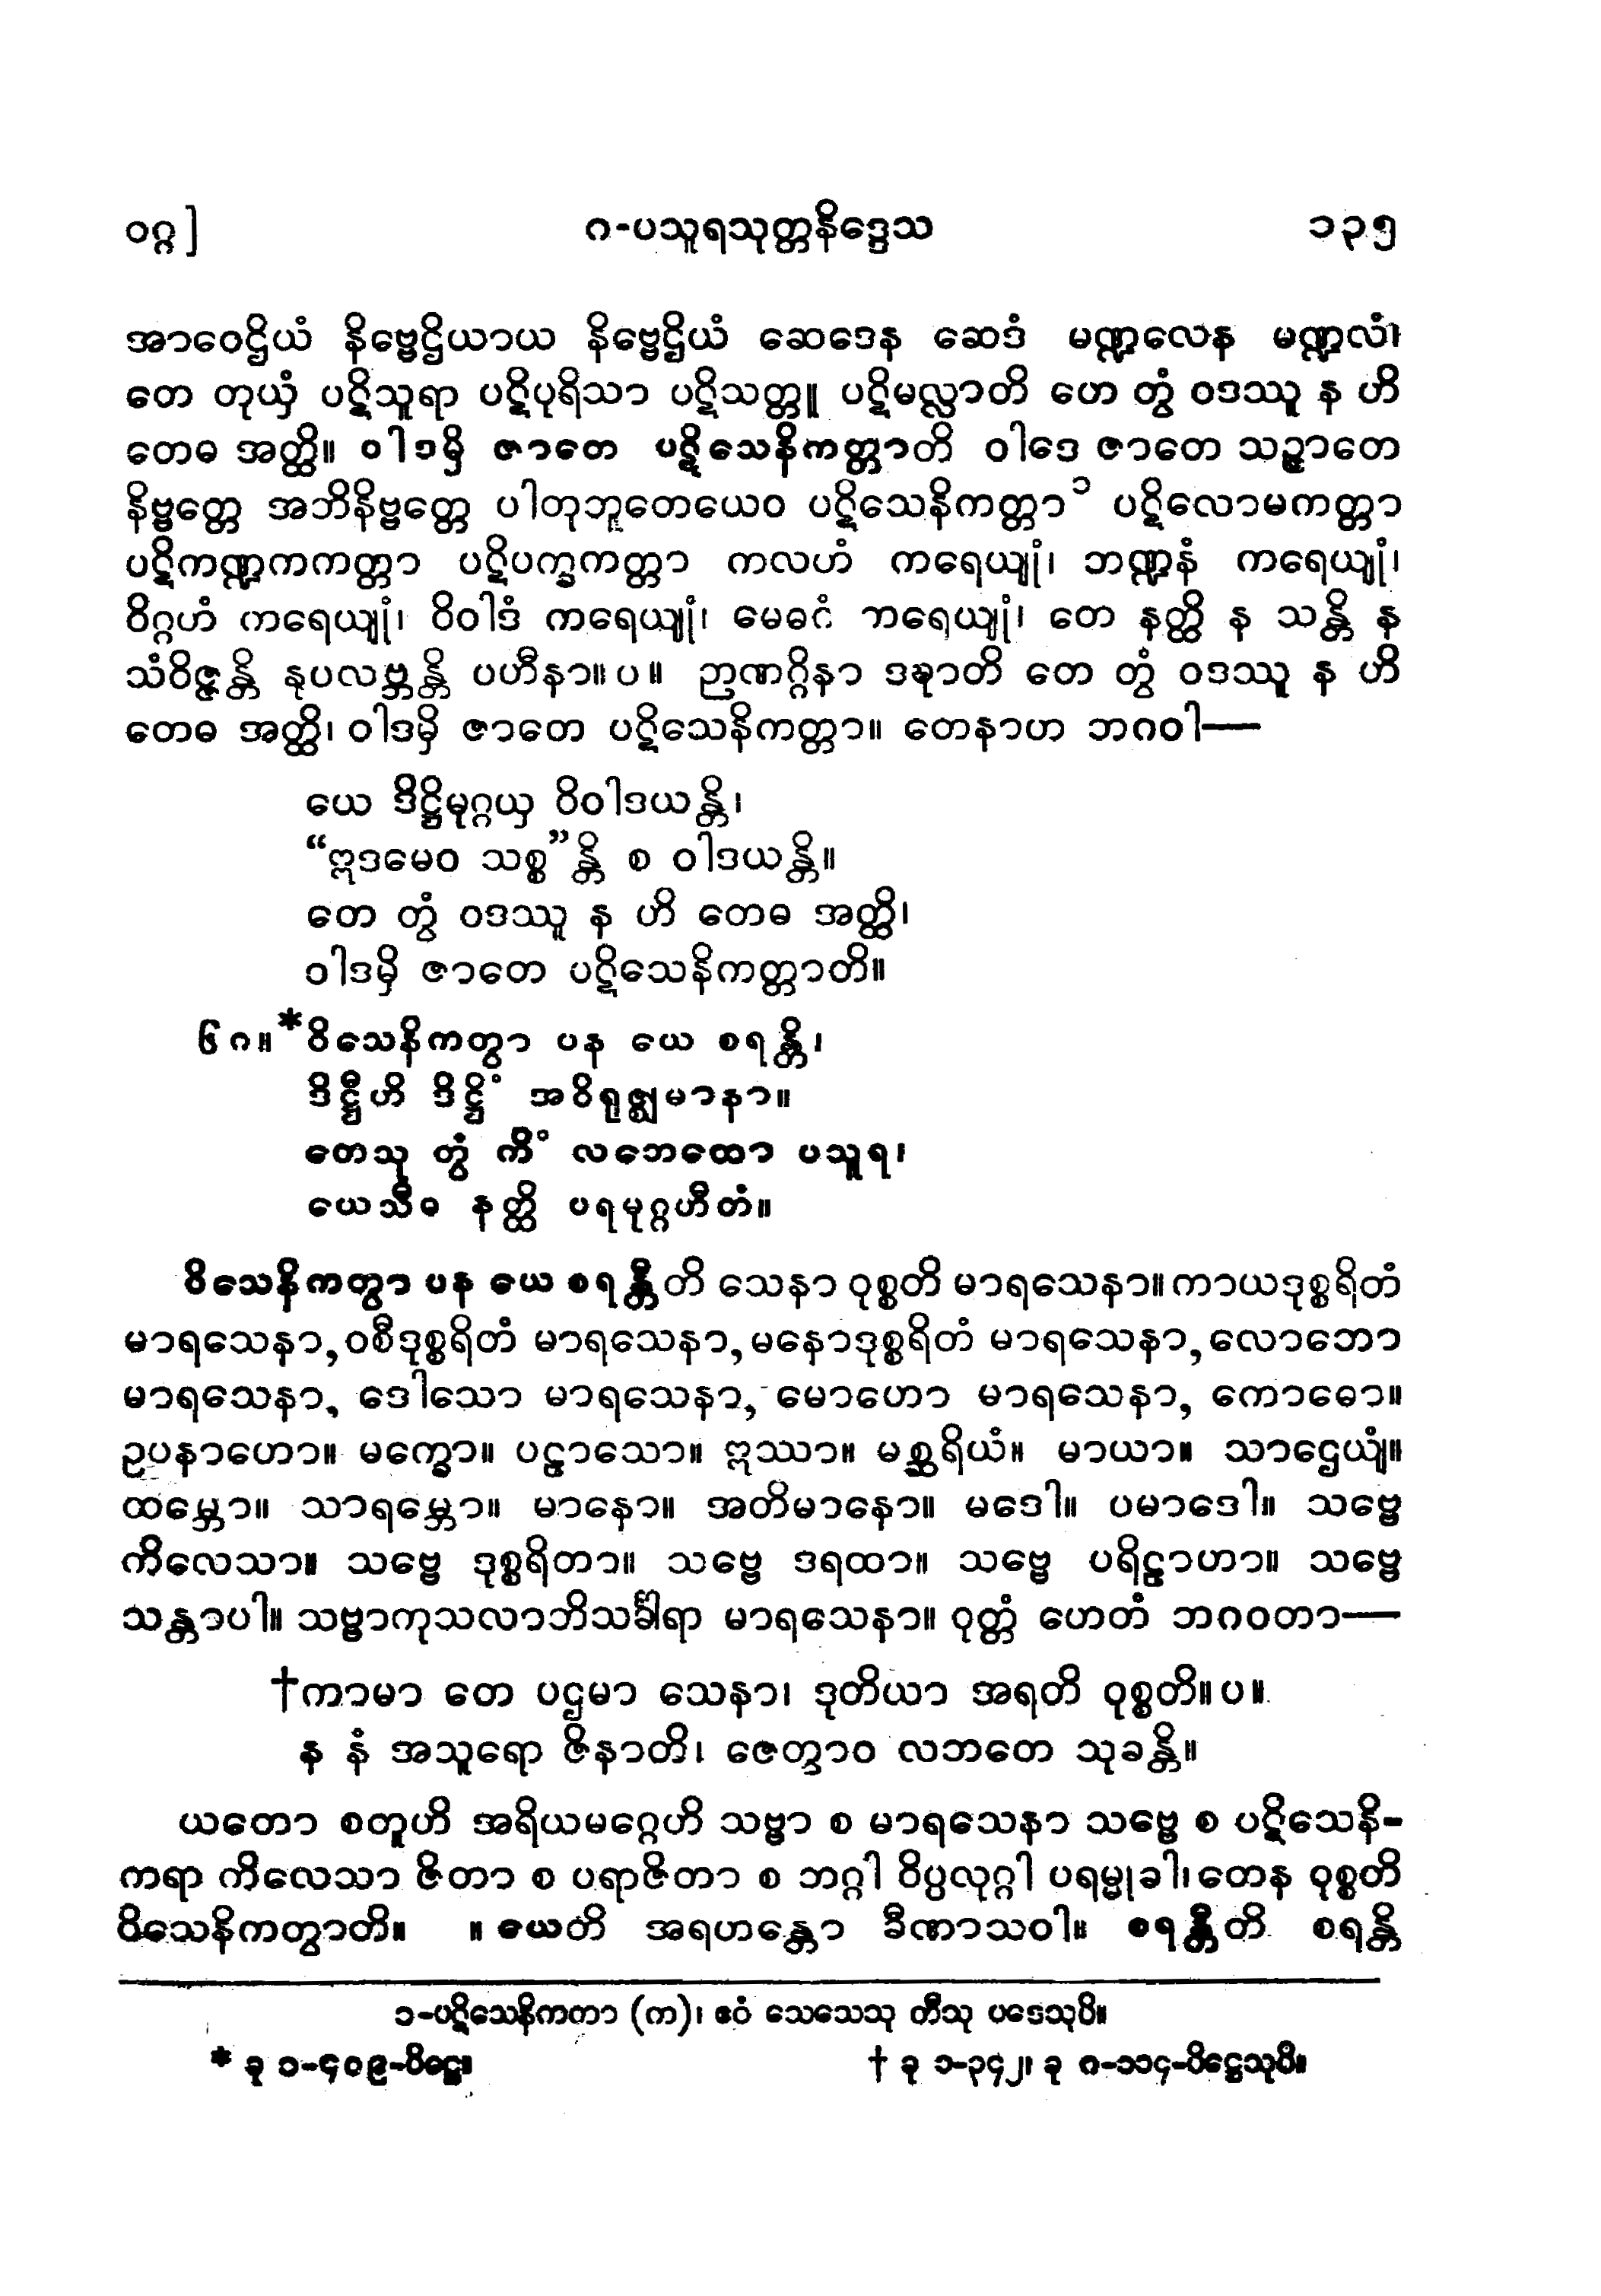 ဝဂ္ဂ] ဂ-ပသူရသုတ္တနိဒ္ဒေသ ၁၃၅
အာဝေဌိယံ နိဗ္ဗေဌိယာယ နိဗ္ဗေဌိယံ ဆေဒေန ဆေဒံ မဏ္ဍလေန မဏ္ဍလံ၊
တေ တုယှံ ပဋိသူရာ ပဋိပုရိသာ ပဋိသတ္တူ ပဋိမလ္လာတိ ဟေ တွံ ဝဒဿူ န ဟိ
တေဓ အတ္ထိ။ ဝါဒမှိ ဇာတေ ပဋိသေနိကတ္တာတိ ဝါဒေ ဇာတေ သဉ္ဇာတေ
နိဗ္ဗတ္တေ အဘိနိဗ္ဗတ္တေ ပါတုဘူတေယေဝ ပဋိသေနိကတ္တာ ၁ ပဋိလောမကတ္တာ
ပဋိကဏ္ဍကကတ္တာ ပဋိပက္ခကတ္တာ ကလဟံ ကရေယျုံ၊ ဘဏ္ဍနံ ကရေယျုံ၊
ဝိဂ္ဂဟံ ကရေယျုံ၊ ဝိဝါဒံ ကရေယျုံ၊ မေဓဂံ ကရေယျုံ၊ တေ နတ္ထိ န သန္တိ န
သံဝိဇ္ဇန္တိ နုပလဗ္ဘန္တိ ပဟီနာ။ပ။ ဉာဏဂ္ဂိနာ ဒဍ္ဎာတိ တေ တွံ ဝဒဿူ န ဟိ
တေဓ အတ္ထိ၊ ဝါဒမှိ ဇာတေ ပဋိသေနိကတ္တာ။ တေနာဟ ဘဂဝါ—
ယေ ဒိဋ္ဌိမုဂ္ဂယှ ဝိဝါဒယန္တိ၊
“ဣဒမေဝ သစ္စ”န္တိ စ ဝါဒယန္တိ။
တေ တွံ ဝဒဿူ န ဟိ တေဓ အတ္ထိ၊
ဝါဒမှိ ဇာတေ ပဋိသေနိကတ္တာတိ။
၆၈။*ဝိသေနိကတွာ ပန ယေ စရန္တိ၊
ဒိဋ္ဌီဟိ ဒိဋ္ဌိံ အဝိရုဇ္ဈမာနာ။
တေသု တွံ ကိံ လဘေထော ပသူရ၊
ယေသီဓ နတ္ထိ ပရမုဂ္ဂဟီတံ။
ဝိသေနိကတွာ ပန ယေ စရန္တီတိ သေနာ ဝုစ္စတိ မာရသေနာ။ ကာယဒုစ္စရိတံ
မာရသေနာ, ဝစီဒုစ္စရိတံ မာရသေနာ, မနောဒုစ္စရိတံ မာရသေနာ, လောဘော
မာရသေနာ, ဒေါသော မာရသေနာ, မောဟော မာရသေနာ, ကောဓော။
ဥပနာဟော။ မက္ခော။ ပဠာသော။ ဣဿာ။ မစ္ဆရိယံ။ မာယာ။ သာဌေယျံ။
ထမ္ဘော။ သာရမ္ဘော။ မာနော။ အတိမာနော။ မဒေါ။ ပမာဒေါ။ သဗ္ဗေ
ကိလေသာ။ သဗ္ဗေ ဒုစ္စရိတာ။ သဗ္ဗေ ဒရထာ။ သဗ္ဗေ ပရိဠာဟာ။ သဗ္ဗေ
သန္တာပါ။ သဗ္ဗာကုသလာဘိသင်္ခါရာ မာရသေနာ။ ဝုတ္တံ ဟေတံ ဘဂဝတာ—
†ကာမာ တေ ပဌမာ သေနာ၊ ဒုတိယာ အရတိ ဝုစ္စတိ။ပ။
န နံ အသူရော ဇိနာတိ၊ ဇေတွာဝ လဘတေ သုခန္တိ။
ယတော စတူဟိ အရိယမဂ္ဂေဟိ သဗ္ဗာ စ မာရသေနာ သဗ္ဗေ စ ပဋိသေနိ-
ကရာ ကိလေသာ ဇိတာ စ ပရာဇိတာ စ ဘဂ္ဂါ ဝိပ္ပလုဂ္ဂါ ပရမ္မုခါ၊ တေန ဝုစ္စတိ
ဝိသေနိကတွာတိ။ ။ ယေတိ အရဟန္တော ခီဏာသဝါ။ စရန္တီတိ စရန္တိ
၁-ပဋိသေနိကတာ (က)၊ ဧဝံ သေသေသု တီသု ပဒေသုပိ။
* ခု ၁-၄၀၉-ပိဋ္ဌေ။ † ခု ၁-၃၄၂၊ ခု ဂ-၁၁၄-ပိဋ္ဌေသုပိ။